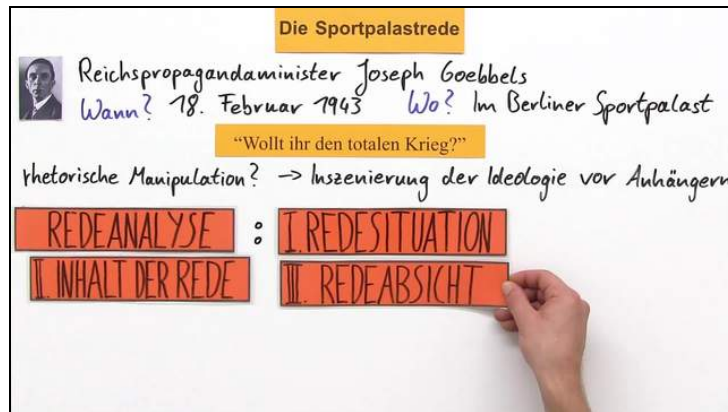 Die Sportpalastrede
Reichspropagandaminister Joseph Goebbels
Wann? 18. Februar 1943 Wo? Im Berliner Sportpalast
“Wollt ihr den totalen Krieg?”
rhetorische Manipulation? → Inszenierung der Ideologie vor Anhängern
REDEANALYSE : I. REDESITUATION
II. INHALT DER REDE III. REDEABSICHT